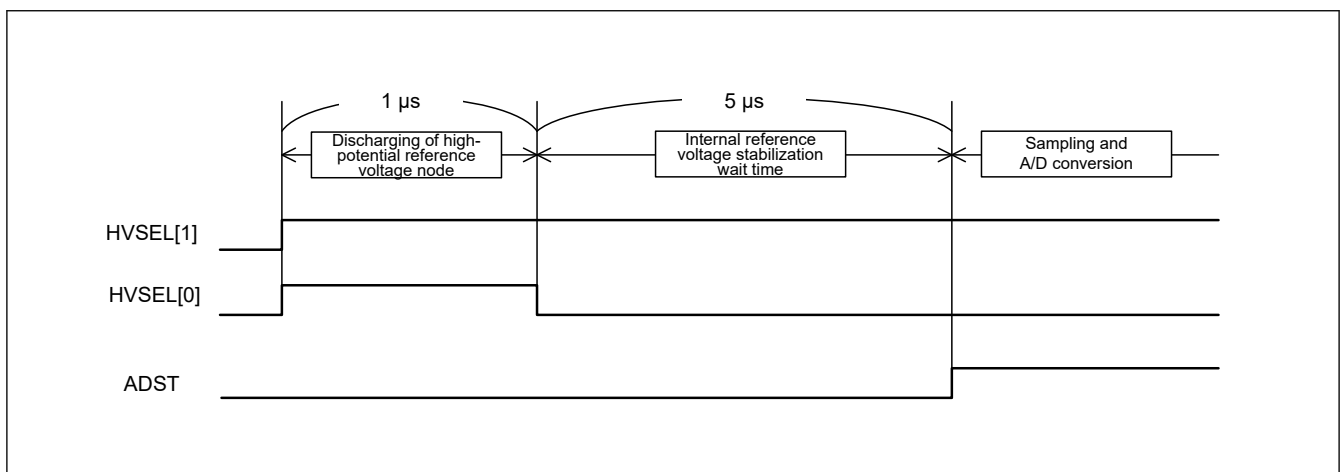 1 µs
5 µs
Discharging of high-
potential reference
voltage node
Internal reference
voltage stabilization
wait time
Sampling and
A/D conversion
HVSEL[1]
HVSEL[0]
ADST